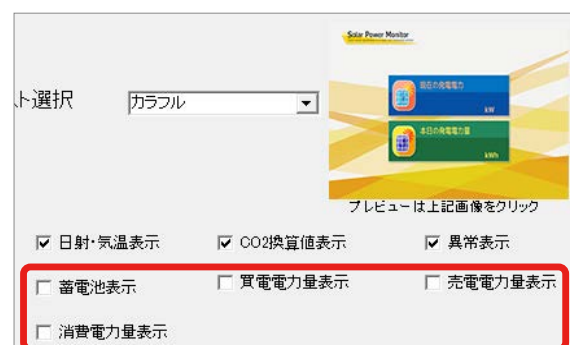 Solar Power Monitor
現在の発電電力
kW
本日の発電電力量
kWh
ト選択
カラフル
プレビューは上記画像をクリック
日射・気温表示
CO2換算値表示
異常表示
蓄電池表示
買電電力量表示
売電電力量表示
消費電力量表示